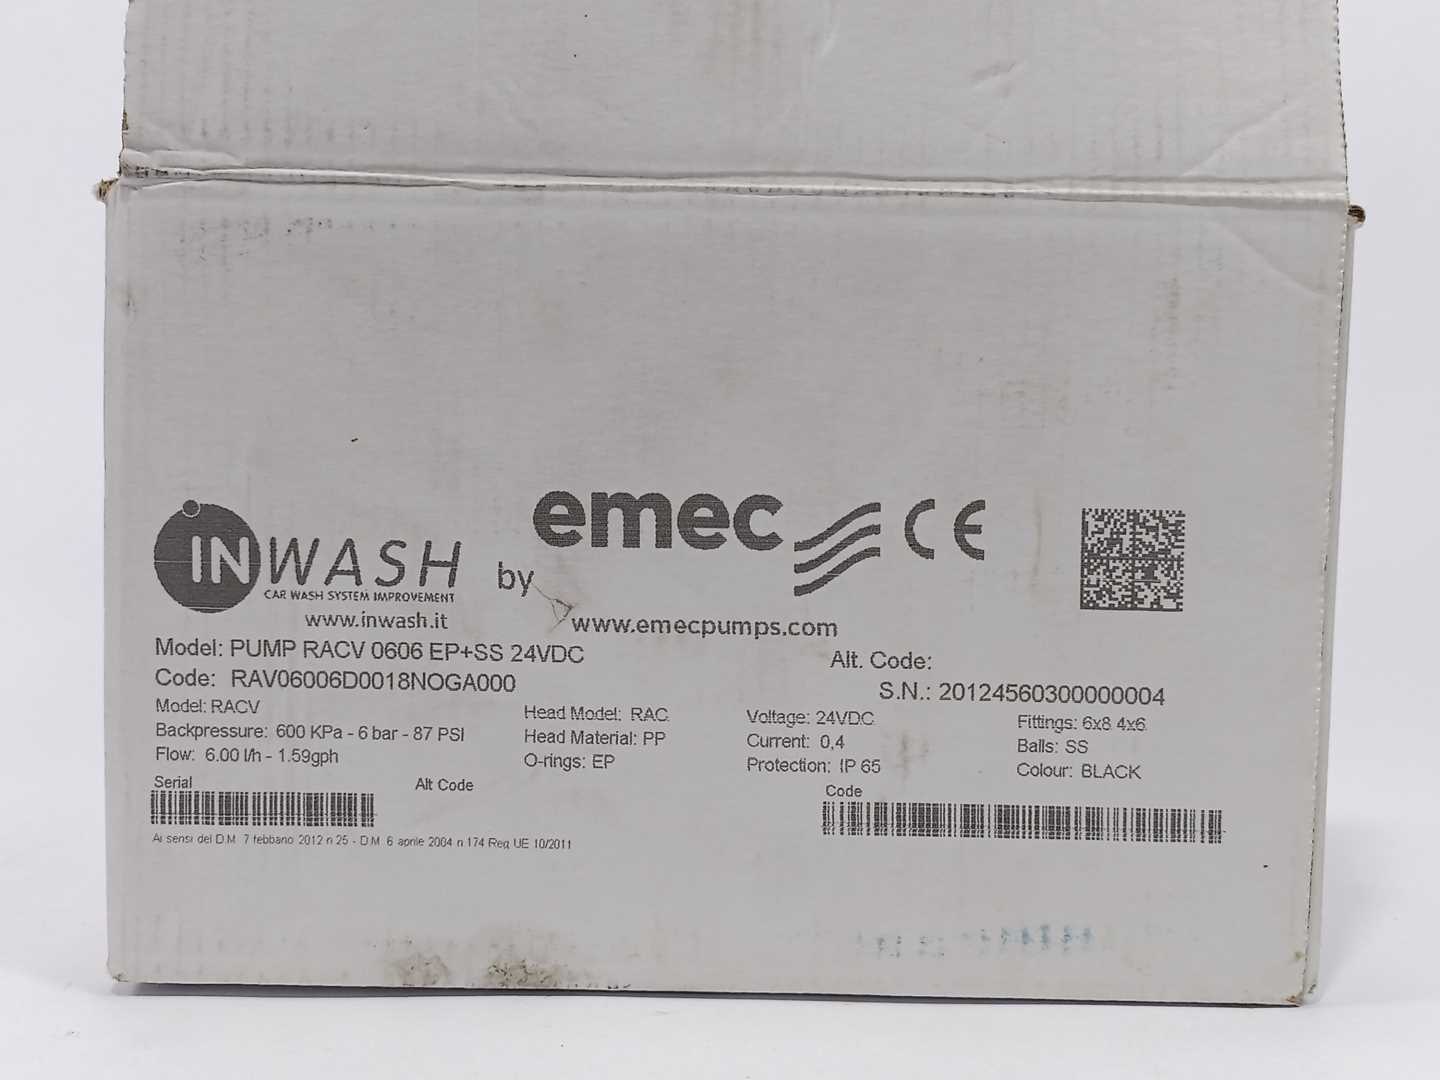 emec CE
iNWASH by
CAR WASH SYSTEM IMPROVEMENT
www.inwash.it
www.emecpumps.com
Model: PUMP RACV 0606 EP+SS 24VDC
Alt. Code:
Code: RAV06006D0018NOGA000
S.N.: 20124560300000004
Model: RACV
Head Model: RAC
Voltage: 24VDC
Fittings: 6x8 4x6
Backpressure: 600 KPa - 6 bar - 87 PSI
Head Material: PP
Current: 0,4
Balls: SS
Flow: 6.00 l/h - 1.59gph
O-rings: EP
Protection: IP 65
Colour: BLACK
Serial
Alt Code
Code
Ai sensi del D.M. 7 febbraio 2012 n 25 - D.M. 6 aprile 2004 n 174 Reg UE 10/2011